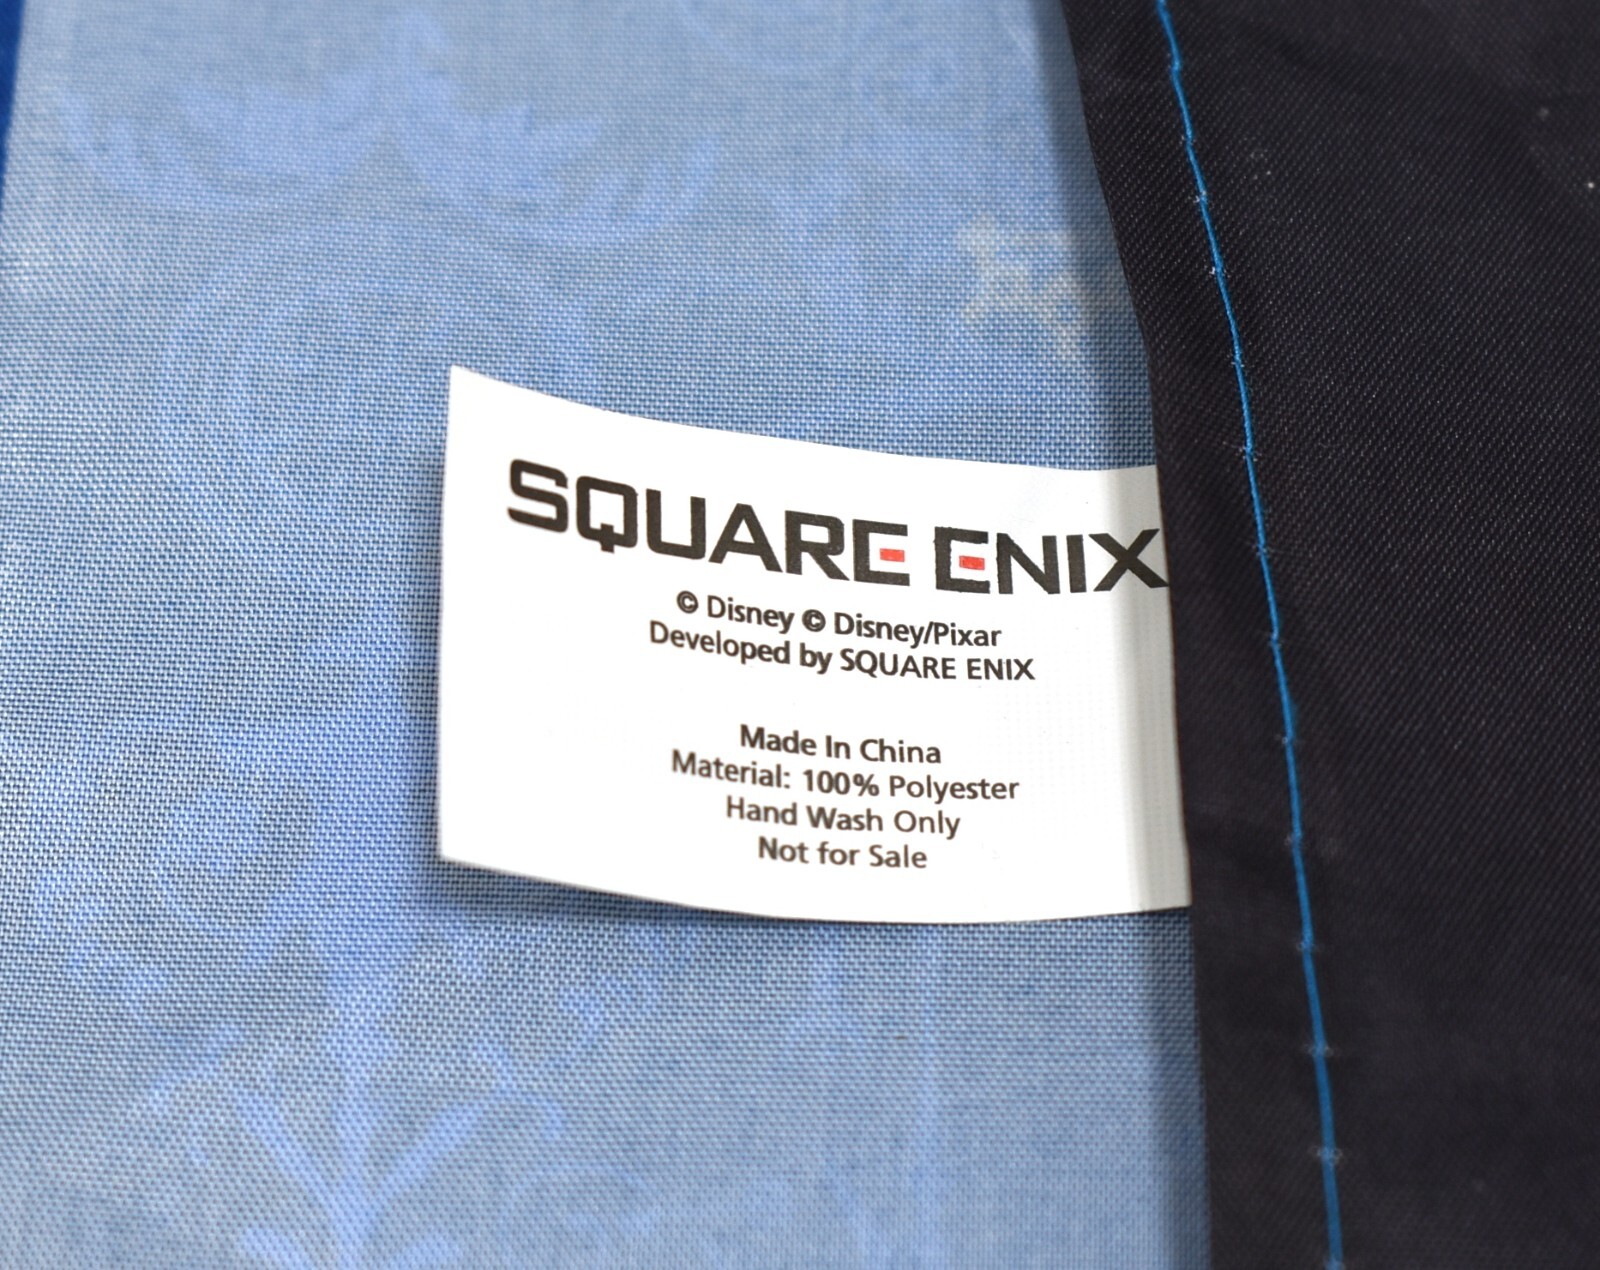 SQUARE ENIX
© Disney © Disney/Pixar
Developed by SQUARE ENIX
Made In China
Material: 100% Polyester
Hand Wash Only
Not for Sale